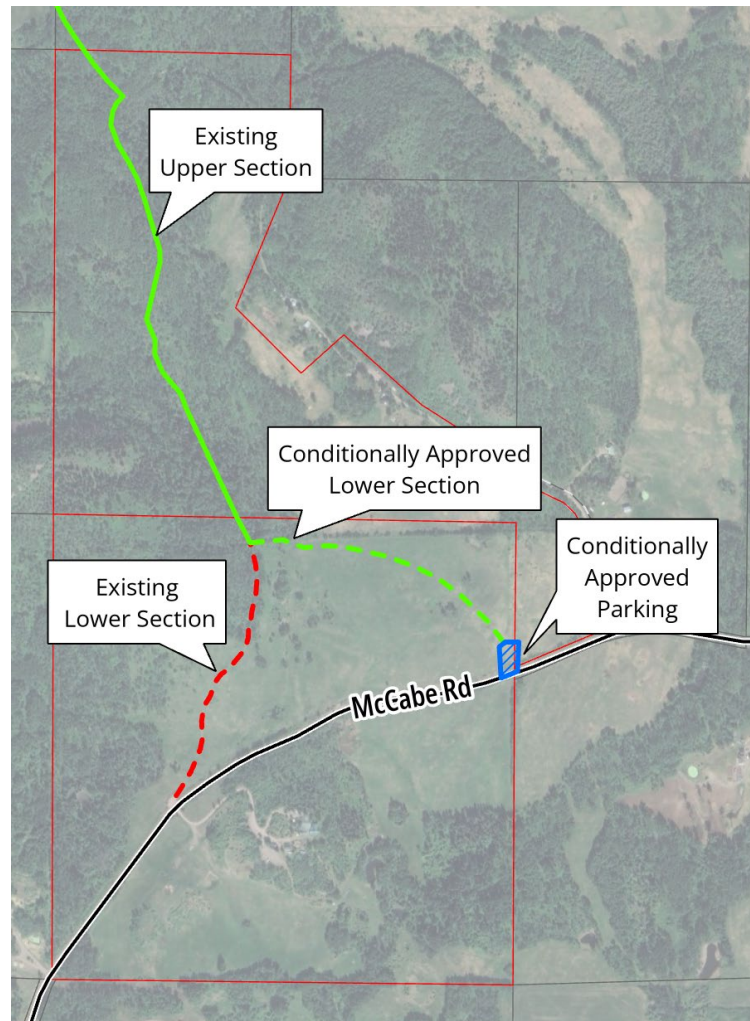 Existing
Upper Section
Conditionally Approved
Lower Section
Conditionally
Approved
Parking
Existing
Lower Section
McCabe Rd